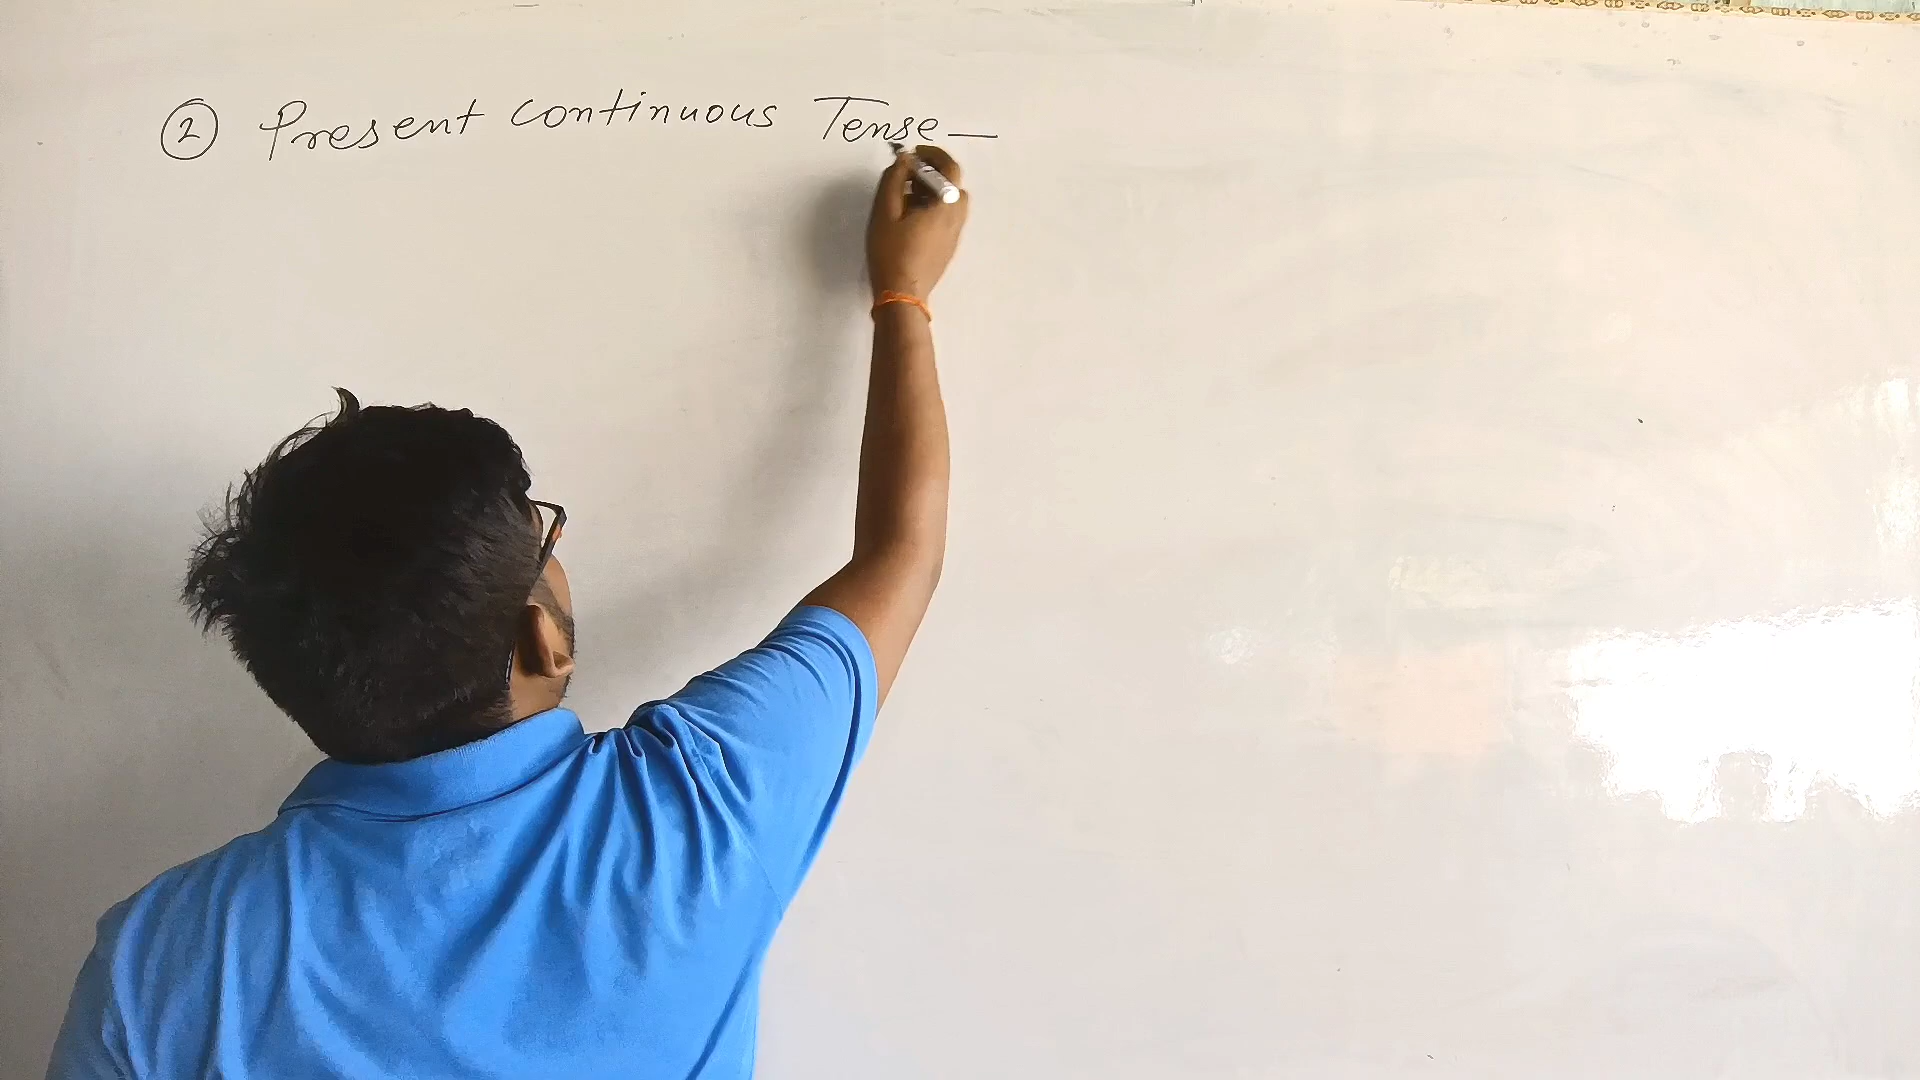 ② Present continuous Tense —